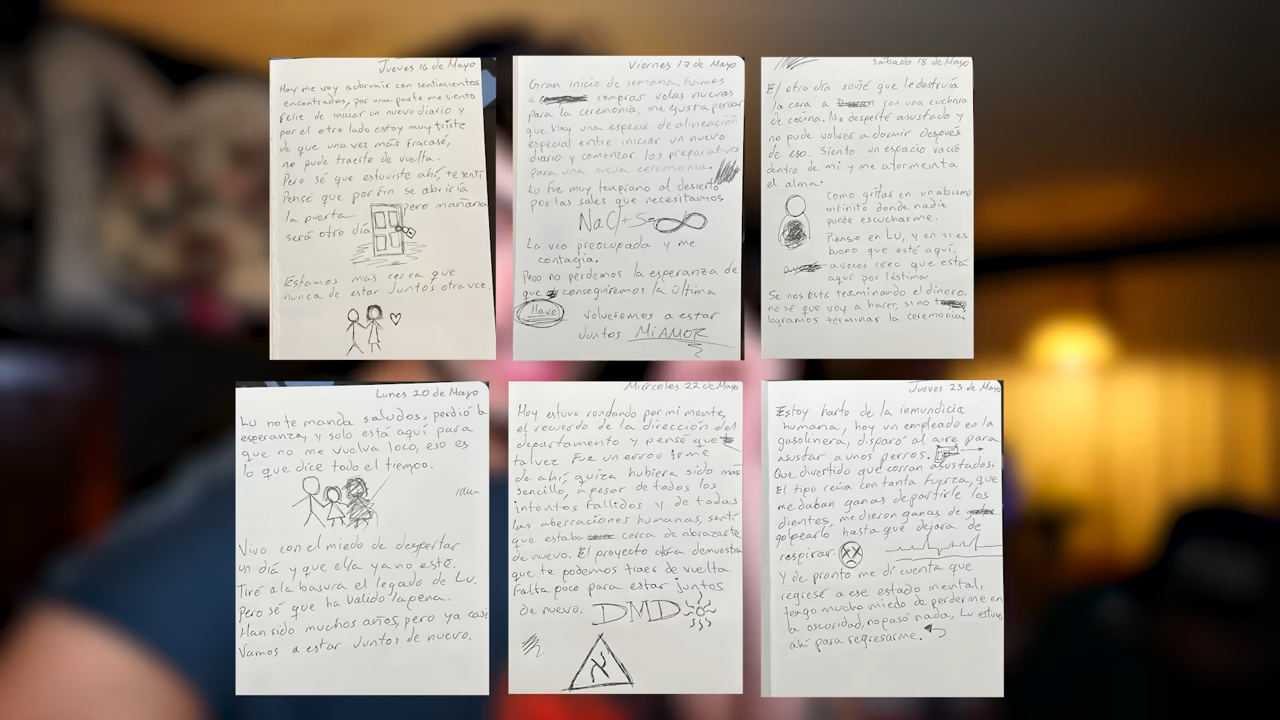 Jueves 16 de Mayo
Hoy me voy a dormir con sentimientos
encontrados, por una parte me siento
feliz de iniciar un nuevo diario y
por el otro lado estoy muy triste
de que una vez más fracasé,
no pude traerte de vuelta.
Pero sé que estuviste ahí, te sentí
Pensé que por fin se abriría
la puerta pero mañana
será otro día
Estamos más cerca que
nunca de estar juntos otra vez.
Viernes 17 de Mayo
Gran inicio de semana, fuimos
a comprar velas nuevas
para la ceremonia, me gusta pensar
que hay una especie de alineación
especial entre iniciar un nuevo
diario y comenzar los preparativos
para una nueva ceremonia.
Lu fue muy temprano al desierto
por las sales que necesitamos
NaCl + S ∞
La veo preocupada y me
contagia.
Pero no perdemos la esperanza de
que conseguiremos la última
llave volveremos a estar
juntos MI AMOR
Sábado 18 de Mayo
El otro día soñé que le destruía
la cara a con una cuchara
de cocina. Me desperté asustado y
no pude volver a dormir después
de eso. Siento un espacio vacío
dentro de mi y me atormenta
el alma.
Como gritar en un abismo
infinito donde nadie
puede escucharme.
Pienso en Lu, y en si es
bueno que esté aquí,
a veces creo que está
aquí por lástima.
Se nos está terminando el dinero,
no sé que voy a hacer, si no
logramos terminar la ceremonia
Lunes 20 de Mayo
Lu no te manda saludos, perdió la
esperanza, y solo está aquí para
que no me vuelva loco, eso es
lo que dice todo el tiempo.
Vivo con el miedo de despertar
un día y que ella ya no esté.
Tiré a la basura el legado de Lu.
Pero sé que ha valido la pena.
Han sido muchos años, pero ya casi
Vamos a estar juntos de nuevo.
Miércoles 22 de Mayo
Hoy estuvo rondando por mi mente,
el recuerdo de la dirección del
departamento y pensé que
tal vez fue un error irme
de ahí, quizá hubiera sido más
sencillo, a pesar de todos los
intentos fallidos y de todas
las aberraciones humanas, sentí
que estaba cerca de abrazarte
de nuevo. El proyecto demuestra
que te podemos traer de vuelta
falta poco para estar juntos
de nuevo. DMD
Jueves 23 de Mayo
Estoy harto de la inmundicia
humana, hoy un empleado en la
gasolinera, disparó al aire para
asustar a unos perros.
Que divertido que corran asustados.
El tipo reía con tanta fuerza, que
me daban ganas de partirle los
dientes, me dieron ganas de
golpearlo hasta que dejara de
respirar
y de pronto me di cuenta que
regresé a ese estado mental,
tengo mucho miedo de perderme en
la oscuridad, no pasó nada, Lu estuvo
ahí para regresarme.